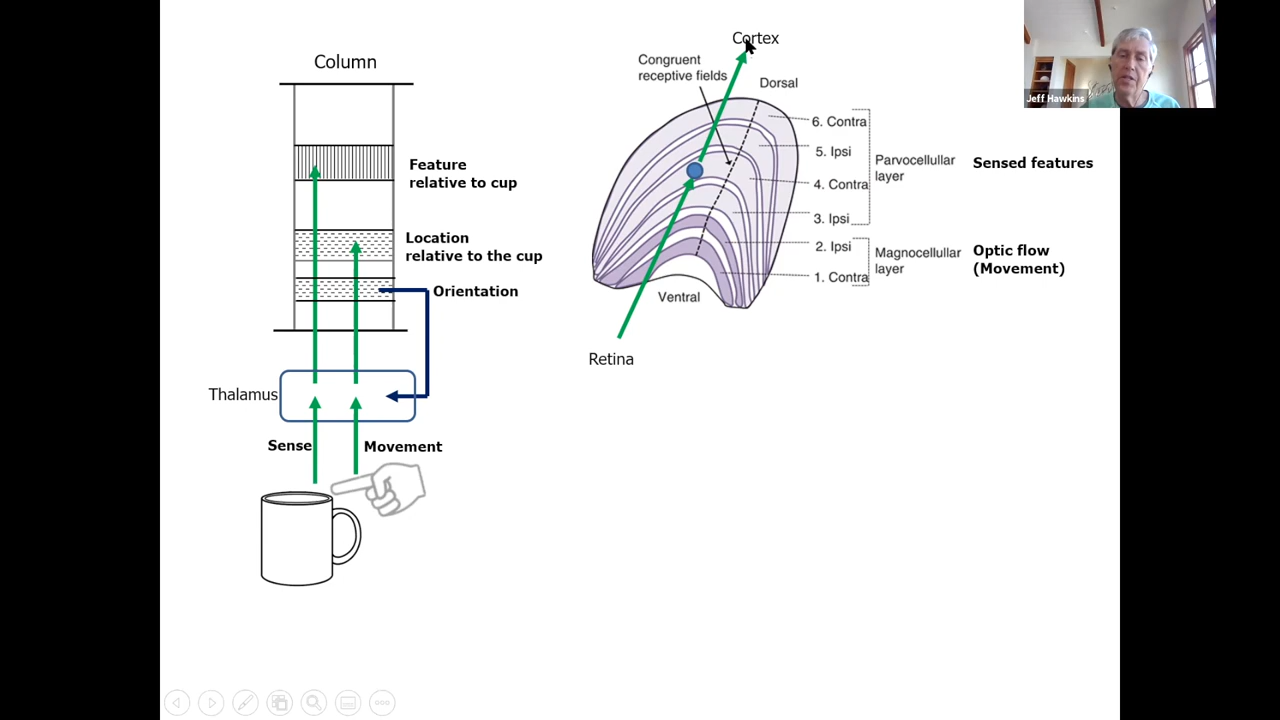 Column
Feature
relative to cup
Location
relative to the cup
Orientation
Thalamus
Sense
Movement
Cortex
Congruent
receptive fields
Dorsal
6. Contra
5. Ipsi
4. Contra
3. Ipsi
2. Ipsi
1. Contra
Parvocellular
layer
Magnocellular
layer
Sensed features
Optic flow
(Movement)
Ventral
Retina
Jeff Hawkins